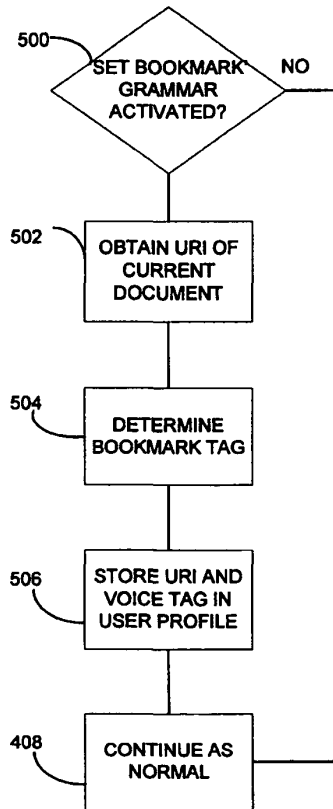 500
SET BOOKMARK'
GRAMMAR
ACTIVATED?
NO
502
OBTAIN URI OF
CURRENT
DOCUMENT
504
DETERMINE
BOOKMARK TAG
506
STORE URI AND
VOICE TAG IN
USER PROFILE
408
CONTINUE AS
NORMAL